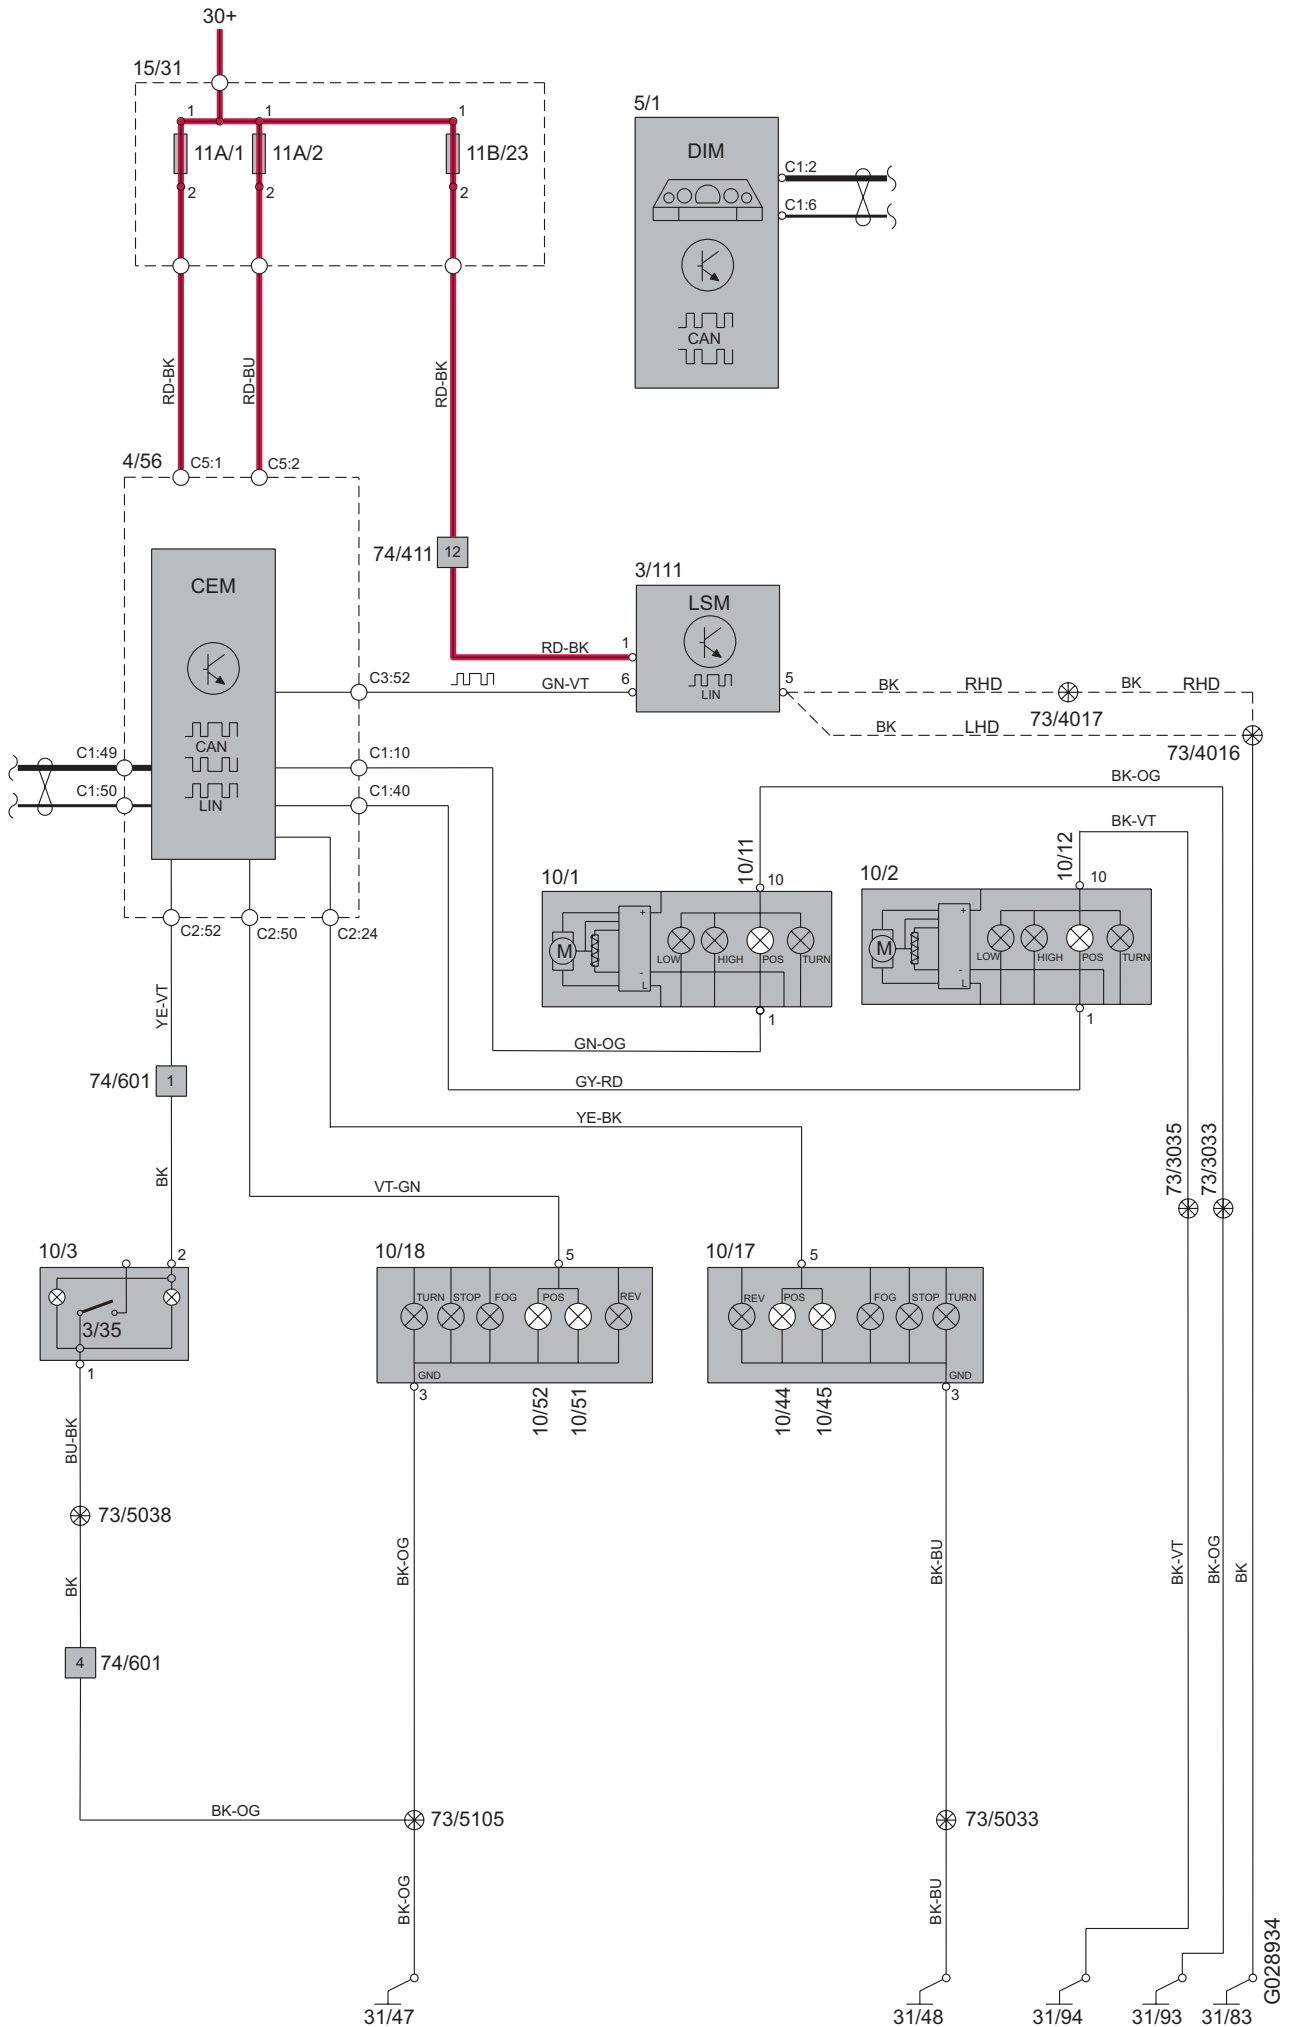 30+
15/31
1
1
1
11A/1
11A/2
11B/23
2
2
2
5/1
DIM
C1:2
C1:6
CAN
RD-BK
RD-BU
RD-BK
4/56
C5:1
C5:2
74/411
12
CEM
3/111
LSM
1
RD-BK
C3:52
GN-VT
6
LIN
5
BK
RHD
BK
RHD
73/4017
BK
LHD
73/4016
CAN
C1:49
C1:10
C1:50
LIN
C1:40
BK-OG
BK-VT
10/1
10/11
10
10/2
10/12
10
+
M
LOW
HIGH
POS
TURN
-
L
1
+
M
LOW
HIGH
POS
TURN
-
L
1
C2:52
C2:50
C2:24
YE-VT
GN-OG
74/601
1
GY-RD
YE-BK
BK
VT-GN
73/3035
73/3033
10/3
2
3/35
1
10/18
5
TURN
STOP
FOG
POS
REV
GND
3
10/52
10/51
10/17
5
REV
POS
FOG
STOP
TURN
GND
3
10/44
10/45
BU-BK
73/5038
BK
BK-OG
BK-BU
BK-VT
BK-OG
BK
4
74/601
BK-OG
73/5105
73/5033
BK-OG
BK-BU
31/47
31/48
31/94
31/93
31/83
G028934